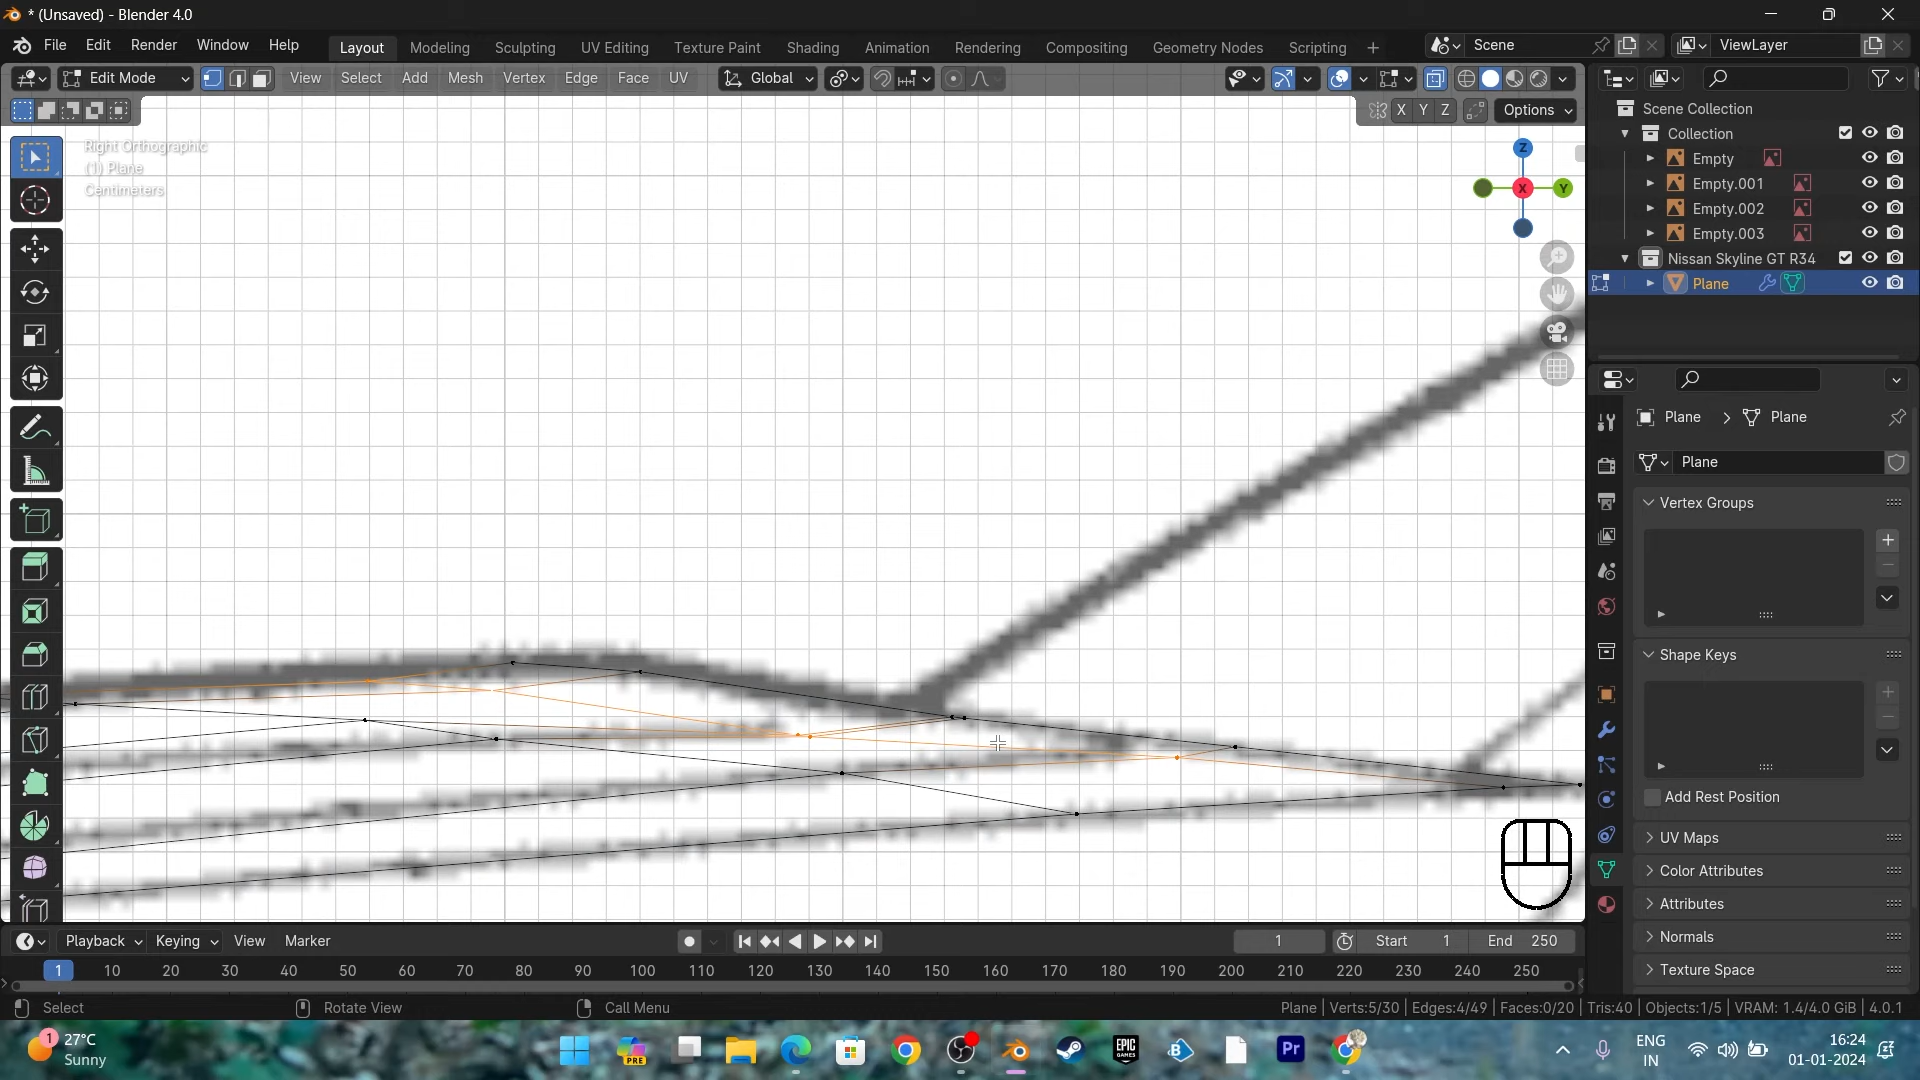 * (Unsaved) - Blender 4.0
File Edit Render Window Help Layout Modeling Sculpting UV Editing Texture Paint Shading Animation Rendering Compositing Geometry Nodes Scripting + Scene ViewLayer
Edit Mode View Select Add Mesh Vertex Edge Face UV Global
X Y Z Options
Right Orthographic
(1) Plane
Centimeters
Z
X
Y
Scene Collection
Collection
Empty
Empty.001
Empty.002
Empty.003
Nissan Skyline GT R34
Plane
Plane > Plane
Plane
Vertex Groups
Shape Keys
Add Rest Position
UV Maps
Color Attributes
Attributes
Normals
Texture Space
Playback Keying View Marker 1 Start 1 End 250
1 10 20 30 40 50 60 70 80 90 100 110 120 130 140 150 160 170 180 190 200 210 220 230 240 250
Select Rotate View Call Menu Plane | Verts:5/30 | Edges:4/49 | Faces:0/20 | Tris:40 | Objects:1/5 | VRAM: 1.4/4.0 GiB | 4.0.1
1 27°C
Sunny
PRE
EPIC GAMES
B
Pr
ENG
IN
16:24
01-01-2024